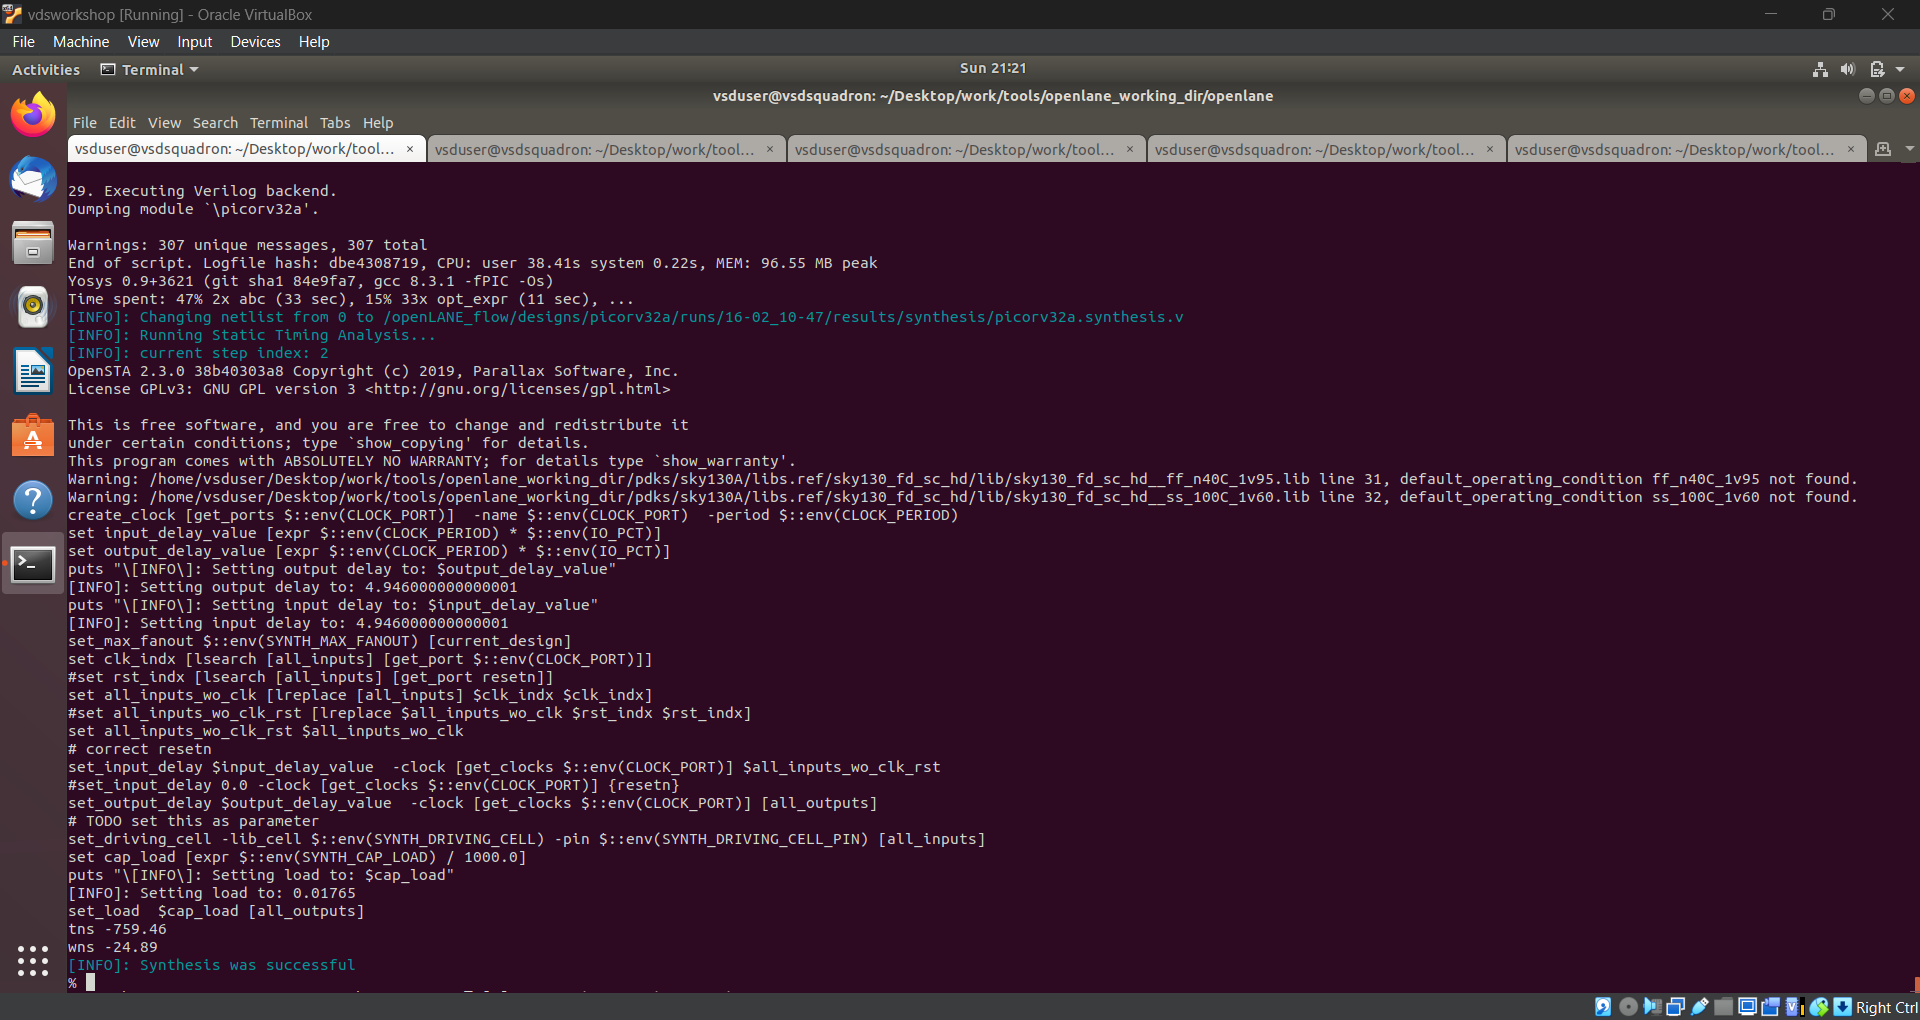 vdsworkshop [Running] - Oracle VirtualBox
File Machine View Input Devices Help
Activities Terminal Sun 21:21
vsduser@vsdsquadron: ~/Desktop/work/tools/openlane_working_dir/openlane
File Edit View Search Terminal Tabs Help
vsduser@vsdsquadron: ~/Desktop/work/tool... × vsduser@vsdsquadron: ~/Desktop/work/tool... × vsduser@vsdsquadron: ~/Desktop/work/tool... × vsduser@vsdsquadron: ~/Desktop/work/tool... × vsduser@vsdsquadron: ~/Desktop/work/tool... ×
29. Executing Verilog backend.
Dumping module `\picorv32a'.
Warnings: 307 unique messages, 307 total
End of script. Logfile hash: dbe4308719, CPU: user 38.41s system 0.22s, MEM: 96.55 MB peak
Yosys 0.9+3621 (git sha1 84e9fa7, gcc 8.3.1 -fPIC -Os)
Time spent: 47% 2x abc (33 sec), 15% 33x opt_expr (11 sec), ...
[INFO]: Changing netlist from 0 to /openLANE_flow/designs/picorv32a/runs/16-02_10-47/results/synthesis/picorv32a.synthesis.v
[INFO]: Running Static Timing Analysis...
[INFO]: current step index: 2
OpenSTA 2.3.0 38b40303a8 Copyright (c) 2019, Parallax Software, Inc.
License GPLv3: GNU GPL version 3 <http://gnu.org/licenses/gpl.html>
This is free software, and you are free to change and redistribute it
under certain conditions; type `show_copying' for details.
This program comes with ABSOLUTELY NO WARRANTY; for details type `show_warranty'.
Warning: /home/vsduser/Desktop/work/tools/openlane_working_dir/pdks/sky130A/libs.ref/sky130_fd_sc_hd/lib/sky130_fd_sc_hd__ff_n40C_1v95.lib line 31, default_operating_condition ff_n40C_1v95 not found.
Warning: /home/vsduser/Desktop/work/tools/openlane_working_dir/pdks/sky130A/libs.ref/sky130_fd_sc_hd/lib/sky130_fd_sc_hd__ss_100C_1v60.lib line 32, default_operating_condition ss_100C_1v60 not found.
create_clock [get_ports $::env(CLOCK_PORT)]  -name $::env(CLOCK_PORT)  -period $::env(CLOCK_PERIOD)
set input_delay_value [expr $::env(CLOCK_PERIOD) * $::env(IO_PCT)]
set output_delay_value [expr $::env(CLOCK_PERIOD) * $::env(IO_PCT)]
puts "\[INFO\]: Setting output delay to: $output_delay_value"
[INFO]: Setting output delay to: 4.946000000000001
puts "\[INFO\]: Setting input delay to: $input_delay_value"
[INFO]: Setting input delay to: 4.946000000000001
set_max_fanout $::env(SYNTH_MAX_FANOUT) [current_design]
set clk_indx [lsearch [all_inputs] [get_port $::env(CLOCK_PORT)]]
#set rst_indx [lsearch [all_inputs] [get_port resetn]]
set all_inputs_wo_clk [lreplace [all_inputs] $clk_indx $clk_indx]
#set all_inputs_wo_clk_rst [lreplace $all_inputs_wo_clk $rst_indx $rst_indx]
set all_inputs_wo_clk_rst $all_inputs_wo_clk
# correct resetn
set_input_delay $input_delay_value  -clock [get_clocks $::env(CLOCK_PORT)] $all_inputs_wo_clk_rst
#set_input_delay 0.0 -clock [get_clocks $::env(CLOCK_PORT)] {resetn}
set_output_delay $output_delay_value  -clock [get_clocks $::env(CLOCK_PORT)] [all_outputs]
# TODO set this as parameter
set_driving_cell -lib_cell $::env(SYNTH_DRIVING_CELL) -pin $::env(SYNTH_DRIVING_CELL_PIN) [all_inputs]
set cap_load [expr $::env(SYNTH_CAP_LOAD) / 1000.0]
puts "\[INFO\]: Setting load to: $cap_load"
[INFO]: Setting load to: 0.01765
set_load  $cap_load [all_outputs]
tns -759.46
wns -24.89
[INFO]: Synthesis was successful
%
Right Ctrl